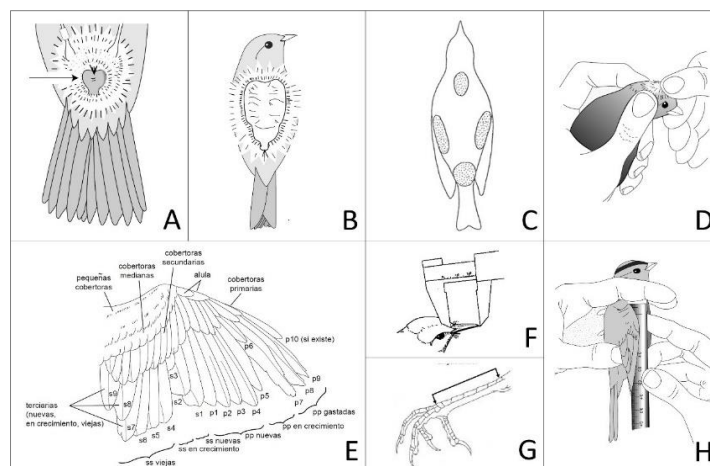 A
B
C
D
pequeñas
cobertoras
cobertoras
medianas
cobertoras
secundarias
alula
cobertoras
primarias
p10 (si existe)
p6
p9
p8
p7
p5
p4
p3
p2
p1
s1
s2
s3
s4
s5
s6
s7
s8
s9
terciarias
(nuevas,
en crecimiento, viejas)
pp gastadas
pp en crecimiento
pp nuevas
ss nuevas
ss en crecimiento
ss viejas
E
F
G
H